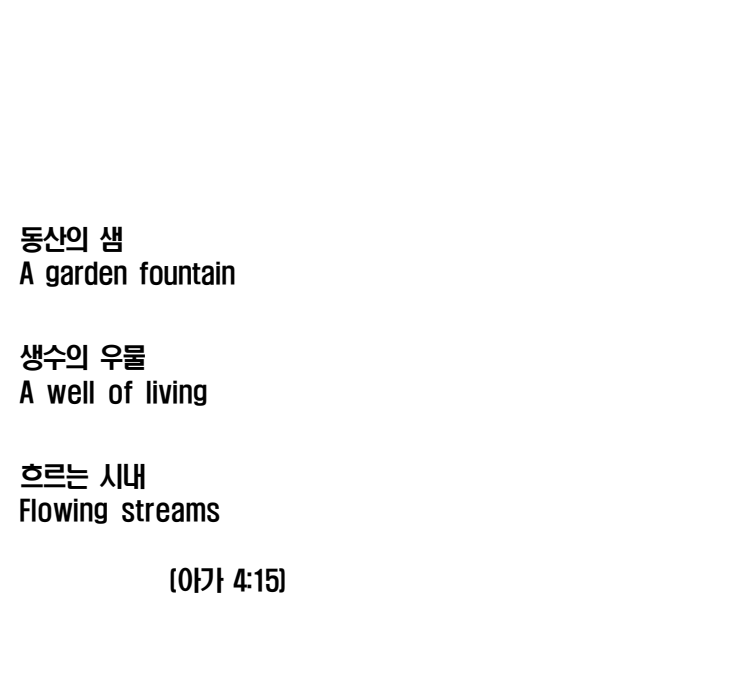 동산의 샘
A garden fountain
생수의 우물
A well of living
흐르는 시내
Flowing streams
(아가 4:15)